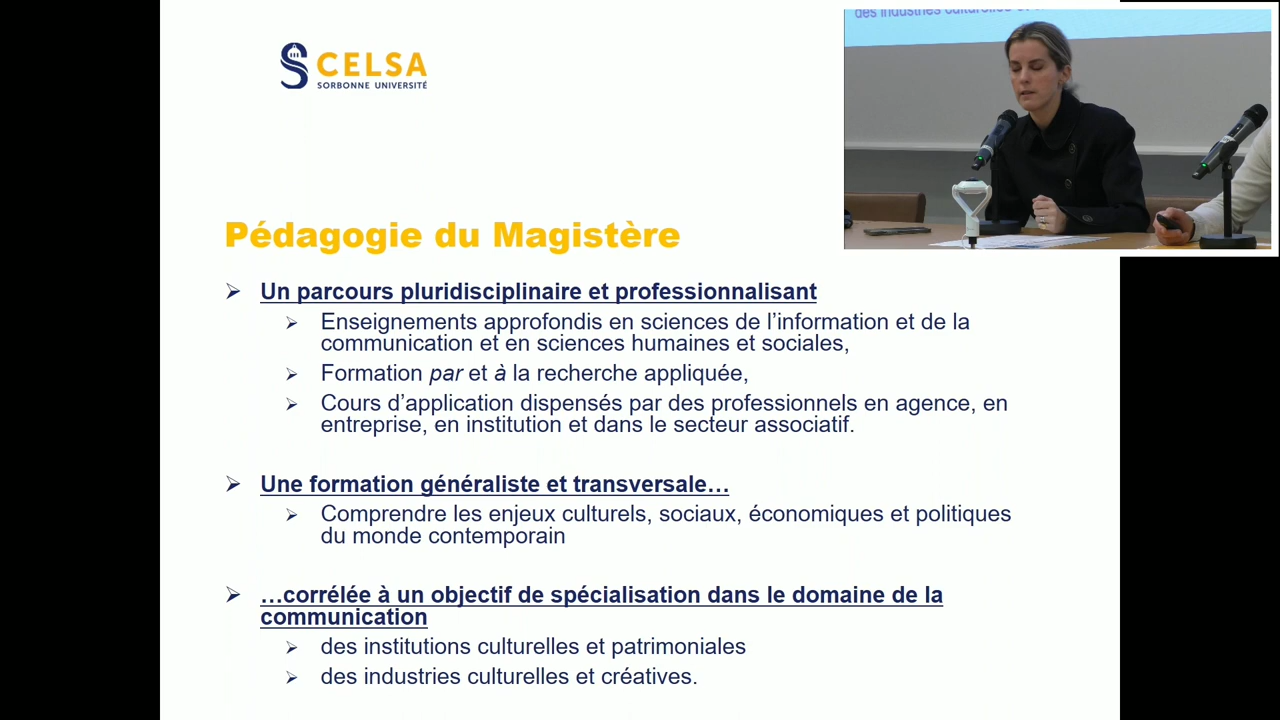 CELSA
SORBONNE UNIVERSITÉ
des industries culturelles et
Pédagogie du Magistère
Un parcours pluridisciplinaire et professionnalisant
Enseignements approfondis en sciences de l’information et de la
communication et en sciences humaines et sociales,
Formation par et à la recherche appliquée,
Cours d’application dispensés par des professionnels en agence, en
entreprise, en institution et dans le secteur associatif.
Une formation généraliste et transversale…
Comprendre les enjeux culturels, sociaux, économiques et politiques
du monde contemporain
…corrélée à un objectif de spécialisation dans le domaine de la
communication
des institutions culturelles et patrimoniales
des industries culturelles et créatives.